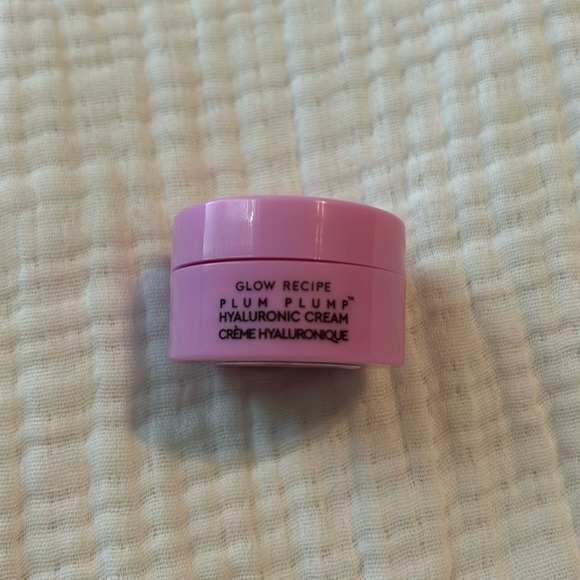 GLOW RECIPE
PLUM PLUMP™
HYALURONIC CREAM
CRÈME HYALURONIQUE